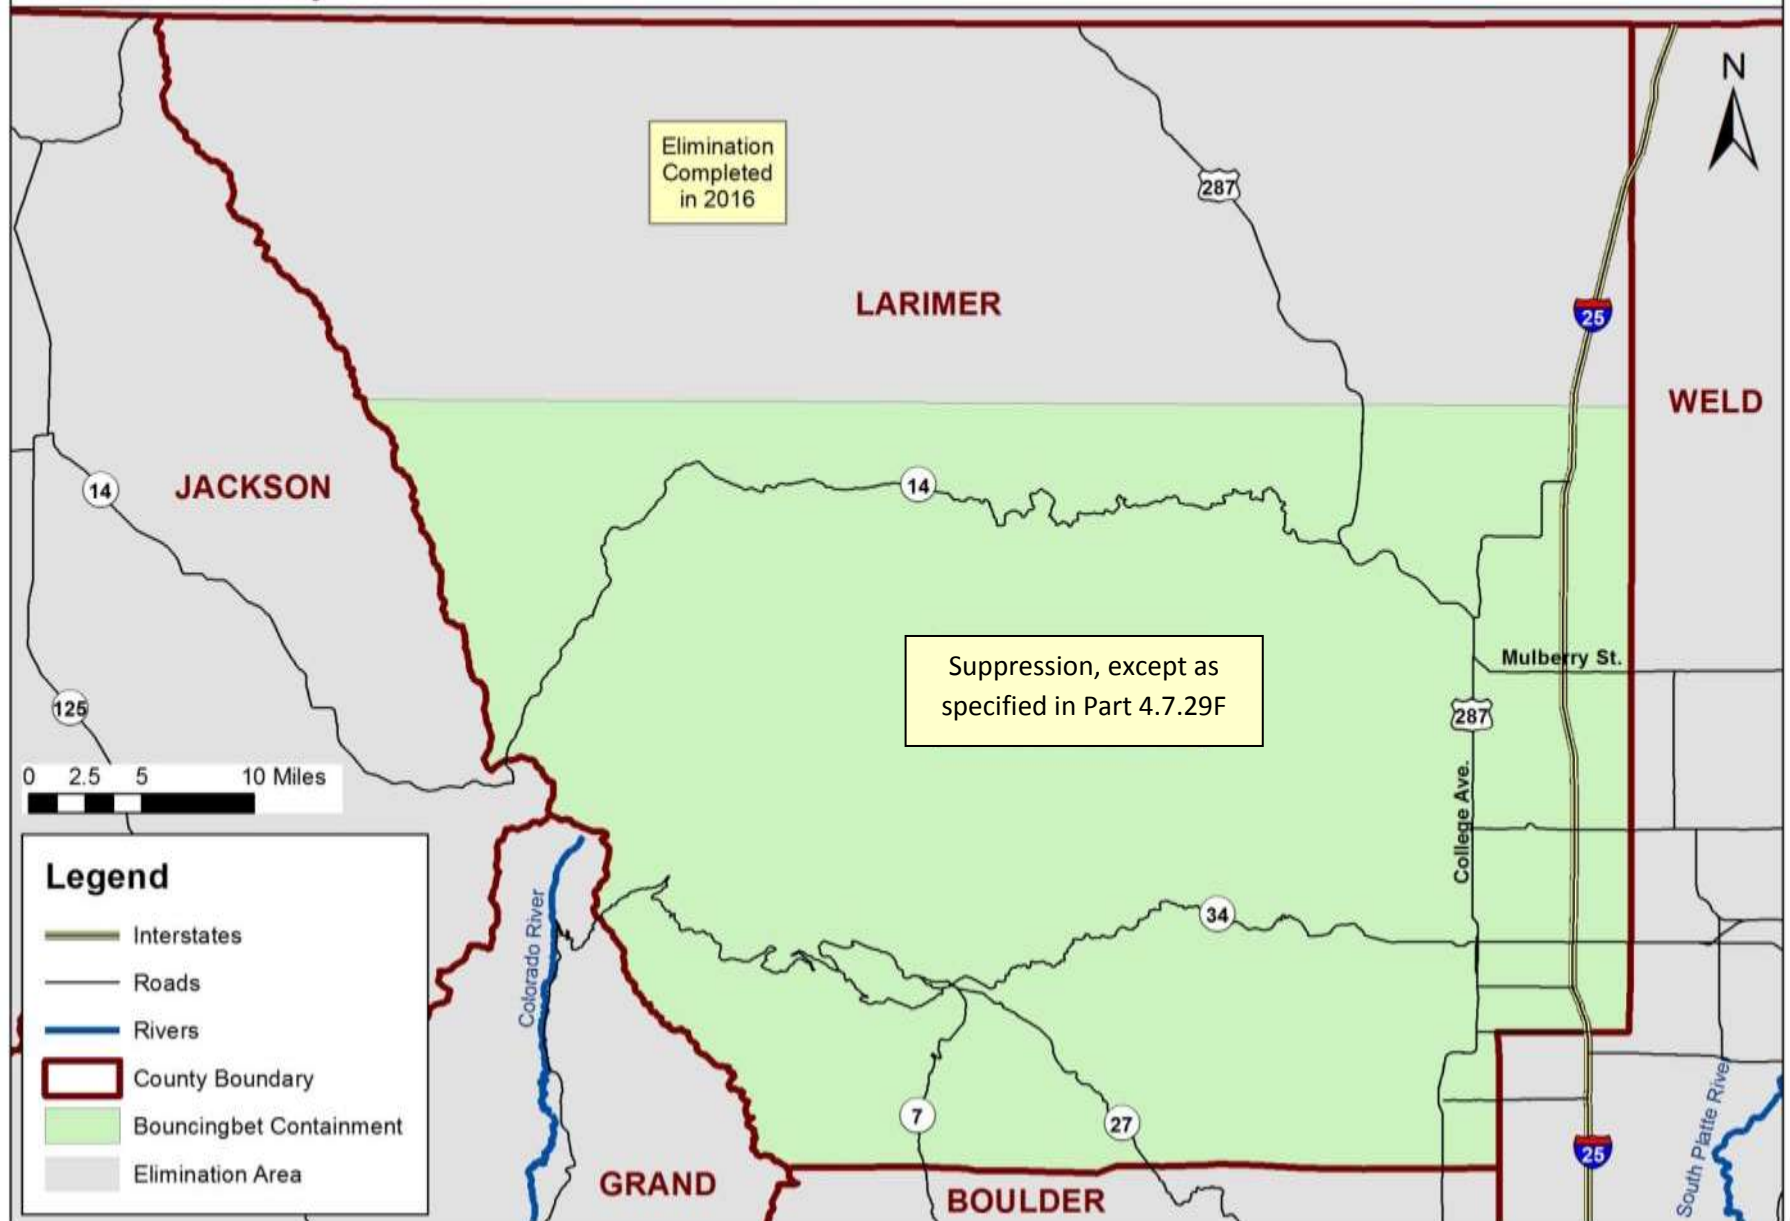 N
Elimination
Completed
in 2016
287
LARIMER
25
WELD
14
JACKSON
14
Suppression, except as
specified in Part 4.7.29F
Mulberry St.
287
125
College Ave.
0 2.5 5 10 Miles
Legend
Interstates
Roads
Rivers
County Boundary
Bouncingbet Containment
Elimination Area
Colorado River
34
7
27
25
South Platte River
GRAND
BOULDER